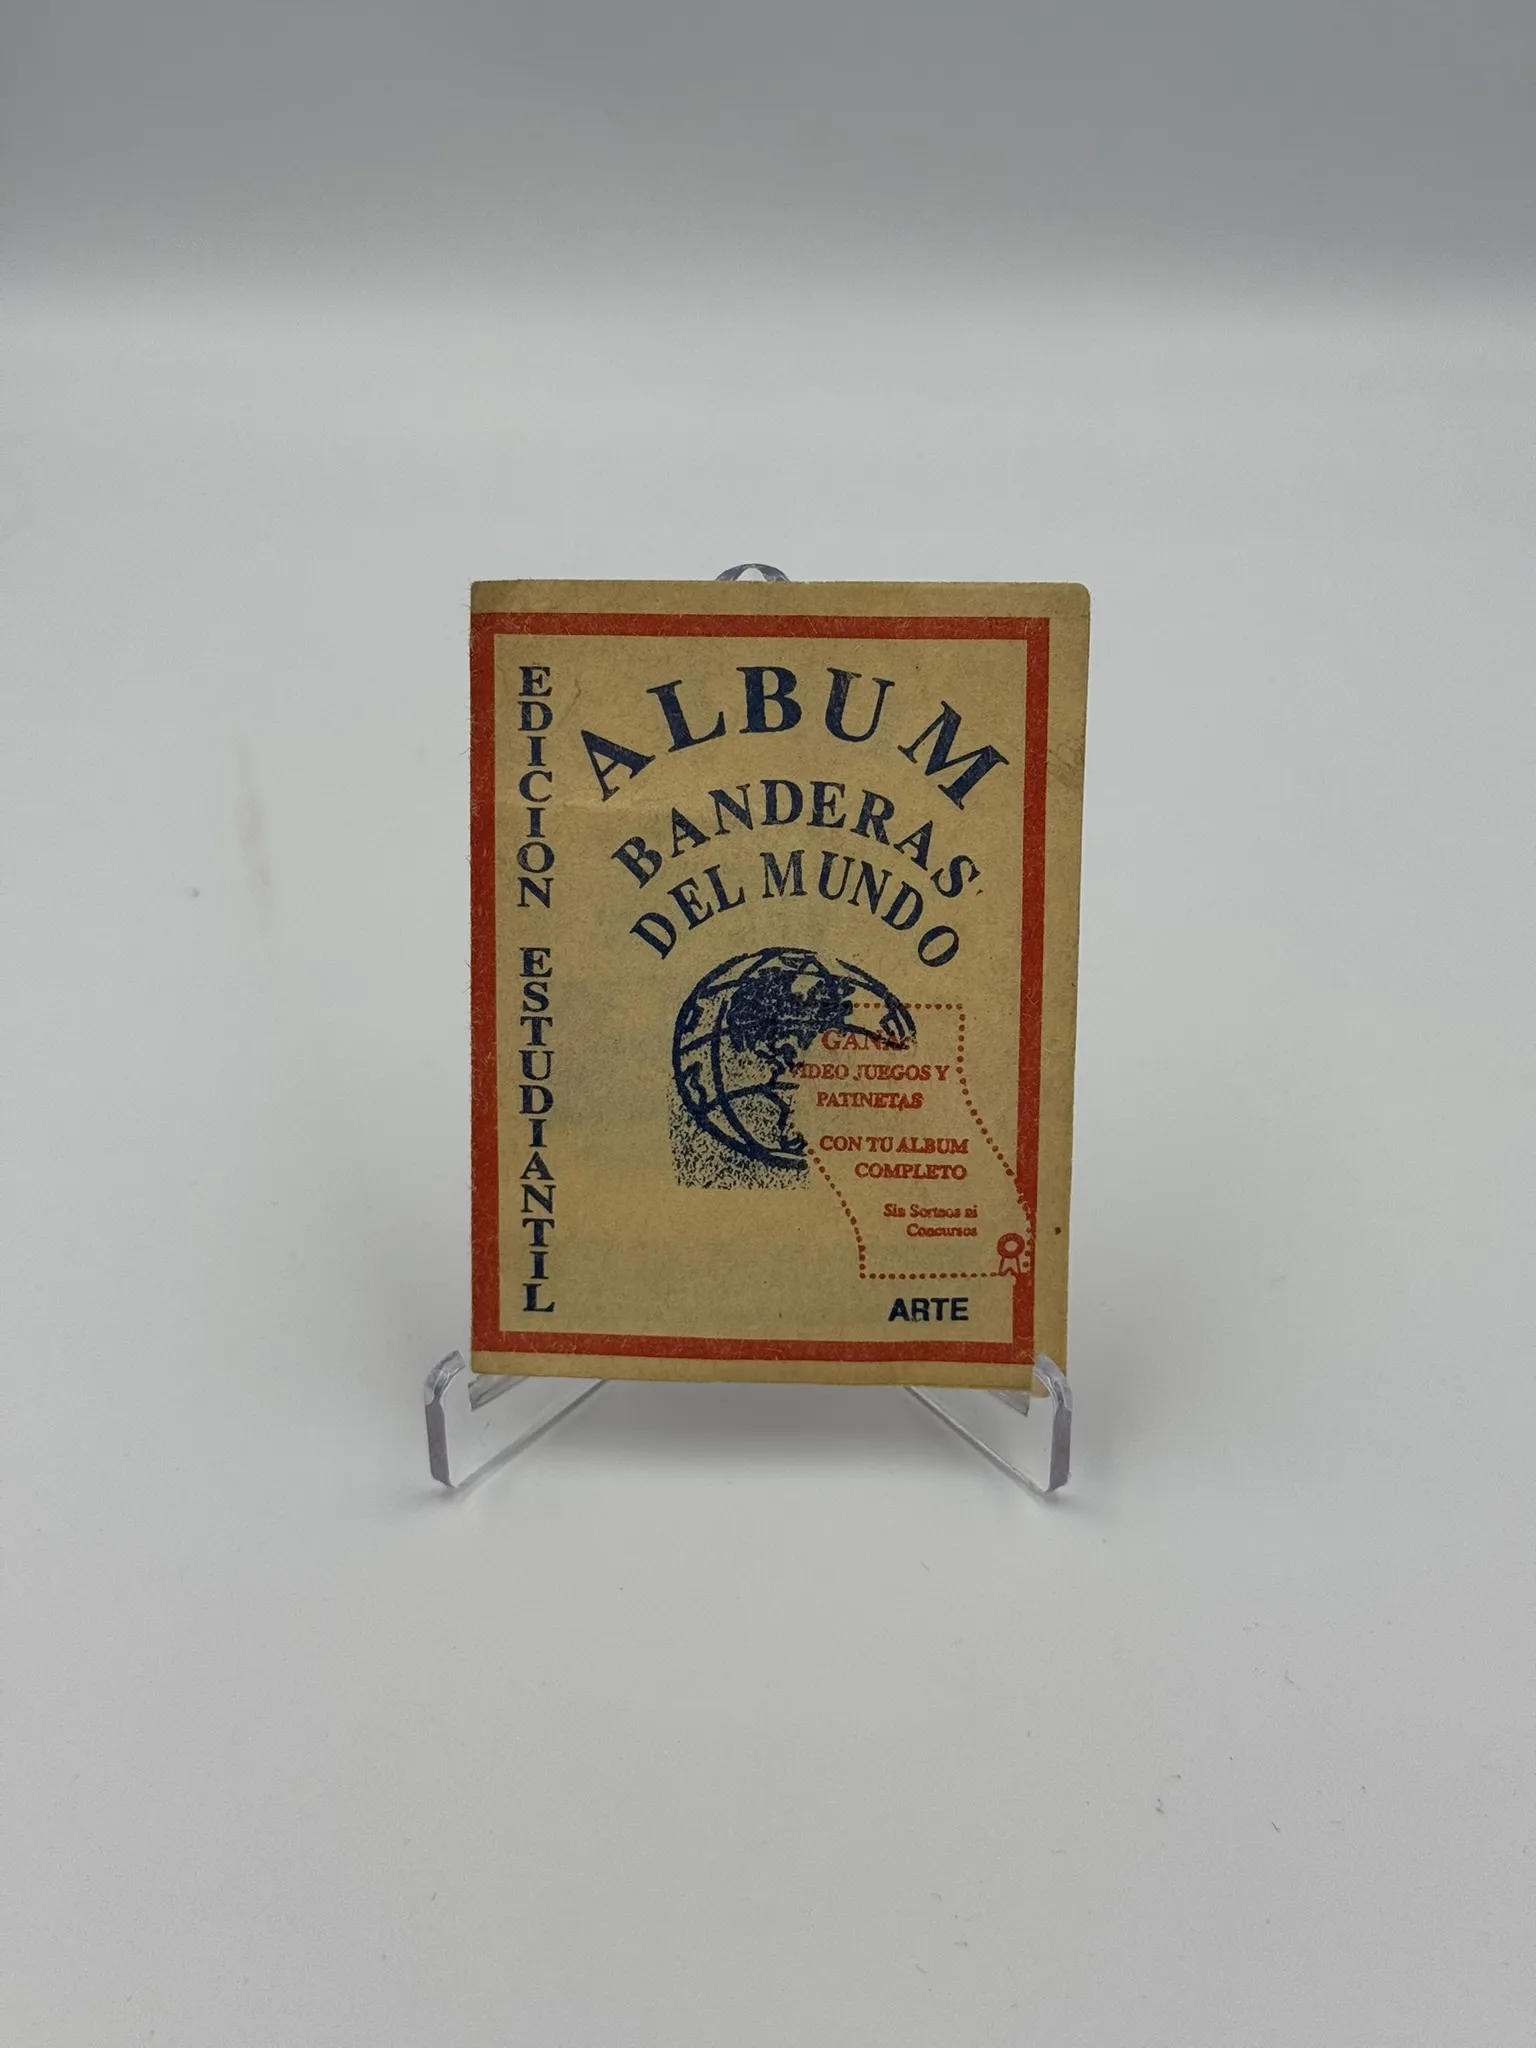 EDICION ESTUDIANTIL
ALBUM
BANDERAS
DEL MUNDO
GANA
VIDEO JUEGOS Y
PATINETAS
CON TU ALBUM
COMPLETO
Sin Sorteos ni
Concursos
ARTE